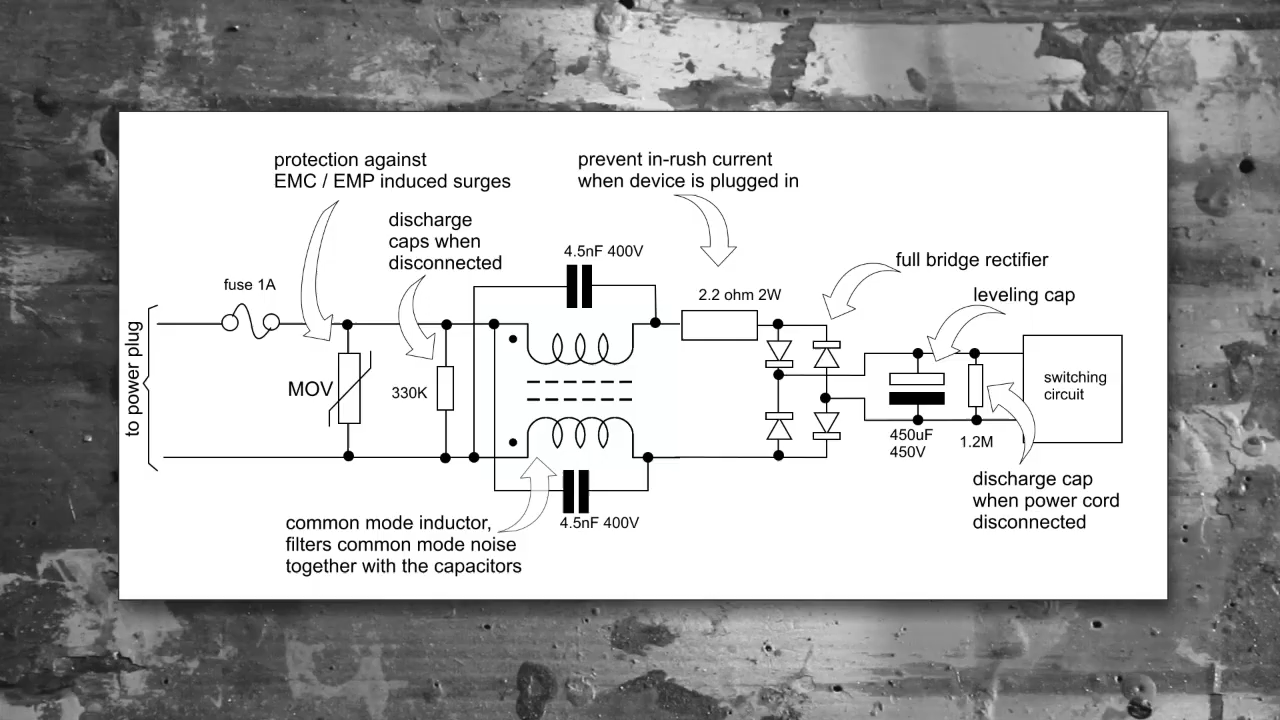 protection against
EMC / EMP induced surges
prevent in-rush current
when device is plugged in
discharge
caps when
disconnected
4.5nF 400V
full bridge rectifier
fuse 1A
2.2 ohm 2W
leveling cap
to power plug
MOV
330K
switching
circuit
450uF
450V
1.2M
discharge cap
when power cord
disconnected
common mode inductor,
filters common mode noise
together with the capacitors
4.5nF 400V